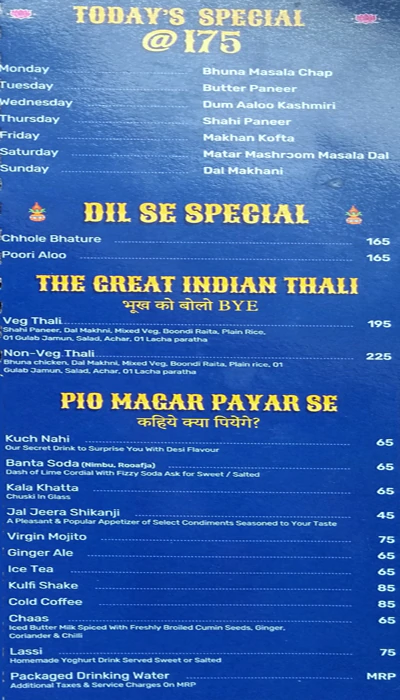 TODAY'S SPECIAL
@ 175
Monday Bhuna Masala Chap
Tuesday Butter Paneer
Wednesday Dum Aaloo Kashmiri
Thursday Shahi Paneer
Friday Makhan Kofta
Saturday Matar Mashroom Masala Dal
Sunday Dal Makhani
DIL SE SPECIAL
Chhole Bhature 165
Poori Aloo 165
THE GREAT INDIAN THALI
भूख को बोलो BYE
Veg Thali 195
Shahi Paneer, Dal Makhni, Mixed Veg, Boondi Raita, Plain Rice,
01 Gulab Jamun, Salad, Achar, 01 Lacha paratha
Non-Veg Thali 225
Bhuna chicken, Dal Makhni, Mixed Veg, Boondi Raita, Plain rice, 01
Gulab Jamun, Salad, Achar, 01 Lacha paratha
PIO MAGAR PAYAR SE
कहिये क्या पियेगे?
Kuch Nahi 65
Our Secret Drink to Surprise You With Desi Flavour
Banta Soda (Nimbu, Rooafja) 65
Dash of Lime Cordial With Fizzy Soda Ask for Sweet / Salted
Kala Khatta 65
Chuski In Glass
Jal Jeera Shikanji 45
A Pleasant & Popular Appetizer of Select Condiments Seasoned to Your Taste
Virgin Mojito 75
Ginger Ale 65
Ice Tea 65
Kulfi Shake 85
Cold Coffee 85
Chaas 65
Iced Butter Milk Spiced With Freshly Broiled Cumin Seeds, Ginger,
Coriander & Chilli
Lassi 75
Homemade Yoghurt Drink Served Sweet or Salted
Packaged Drinking Water MRP
Additional Taxes & Service Charges On MRP